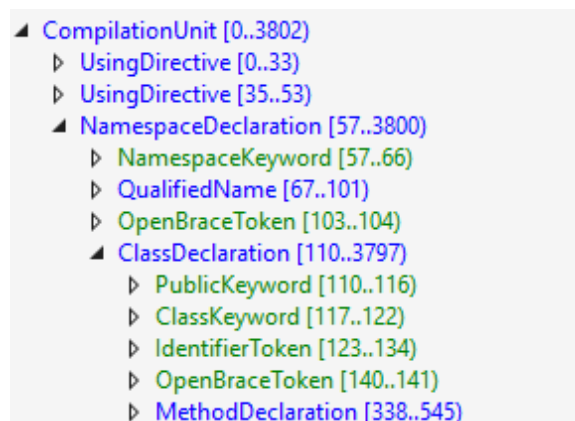 CompilationUnit [0..3802)
UsingDirective [0..33)
UsingDirective [35..53)
NamespaceDeclaration [57..3800)
NamespaceKeyword [57..66)
QualifiedName [67..101)
OpenBraceToken [103..104)
ClassDeclaration [110..3797)
PublicKeyword [110..116)
ClassKeyword [117..122)
IdentifierToken [123..134)
OpenBraceToken [140..141)
MethodDeclaration [338..545)